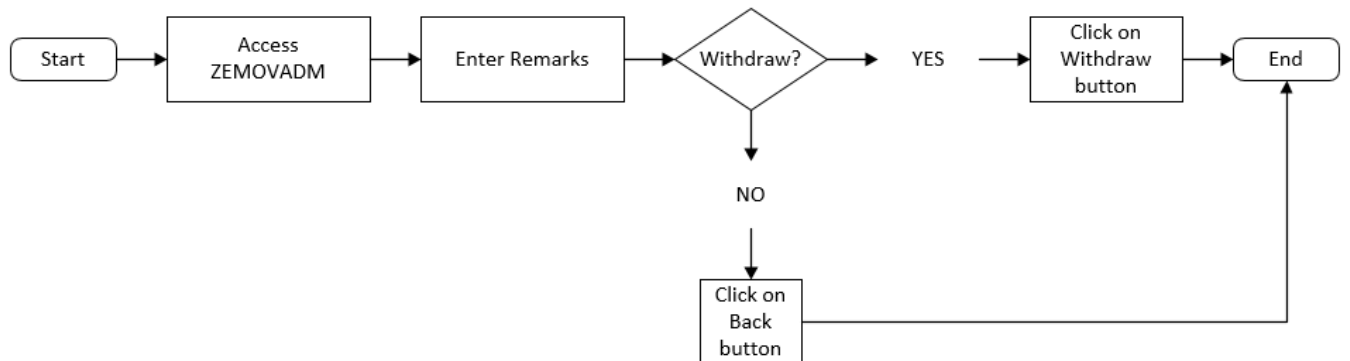 Start
Access
ZEMOVADM
Enter Remarks
Withdraw?
YES
Click on
Withdraw
button
End
NO
Click on
Back
button